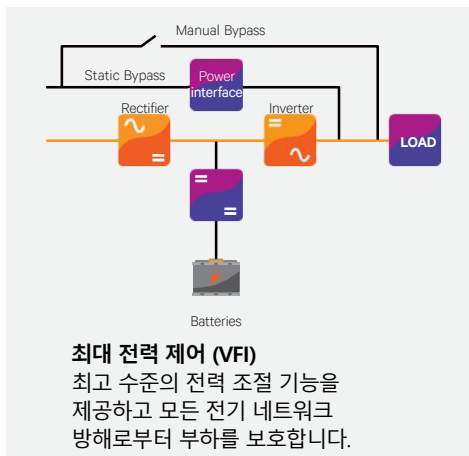 Manual Bypass
Static Bypass
Power
interface
Rectifier
Inverter
LOAD
Batteries
최대 전력 제어 (VFI)
최고 수준의 전력 조절 기능을
제공하고 모든 전기 네트워크
방해로부터 부하를 보호합니다.